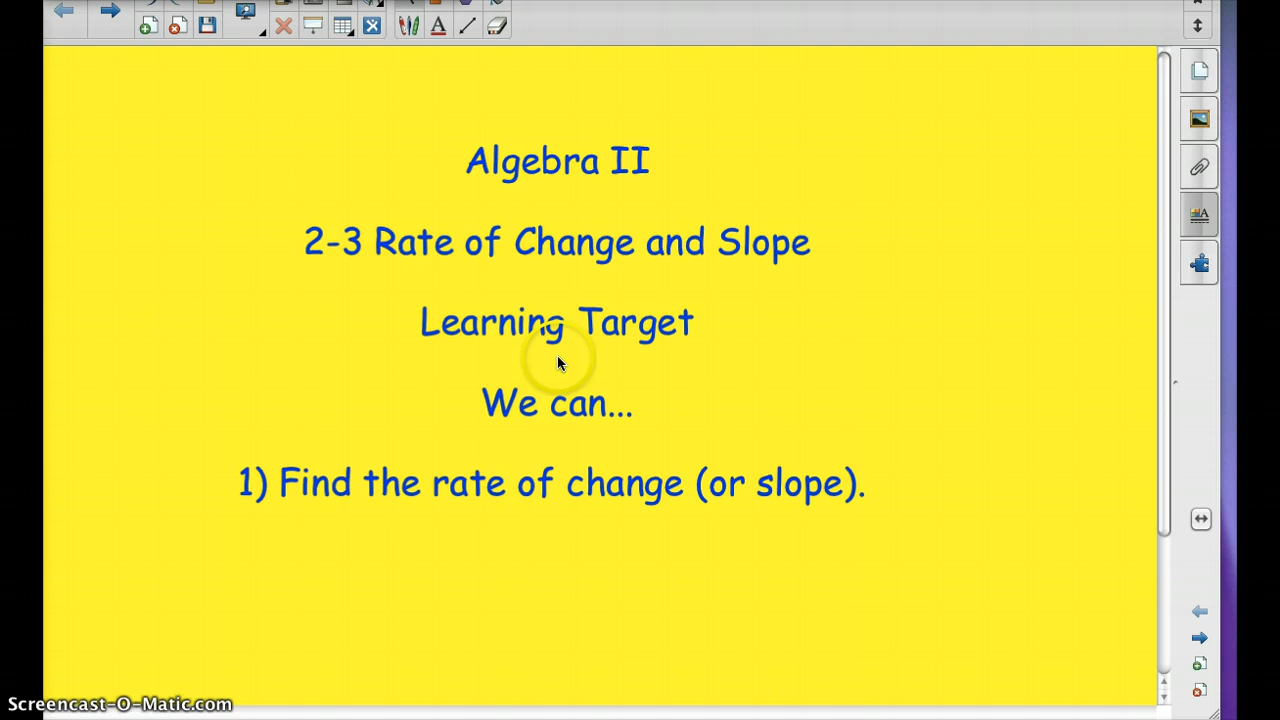 Algebra II
2-3 Rate of Change and Slope
Learning Target
We can...
1) Find the rate of change (or slope).
Screencast-O-Matic.com